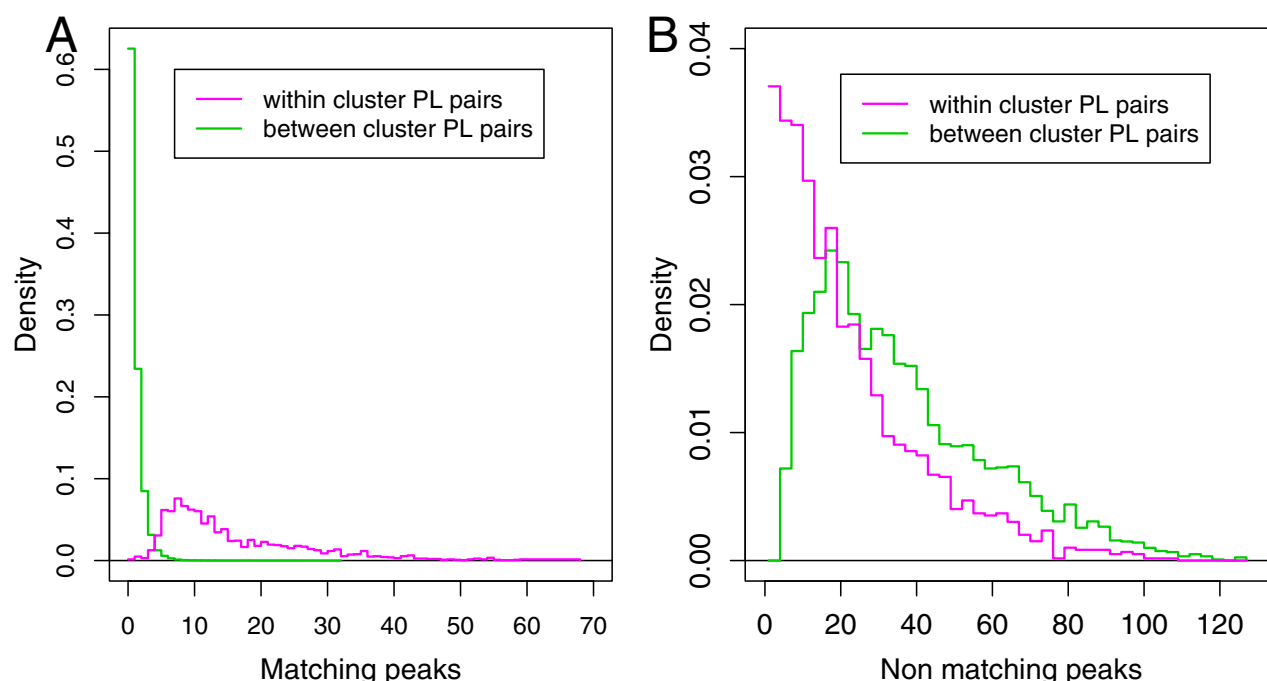 A
within cluster PL pairs
between cluster PL pairs
Density
0.0 0.1 0.2 0.3 0.4 0.5 0.6
0 10 20 30 40 50 60 70
Matching peaks
B
within cluster PL pairs
between cluster PL pairs
Density
0.00 0.01 0.02 0.03 0.04
0 20 40 60 80 100 120
Non matching peaks